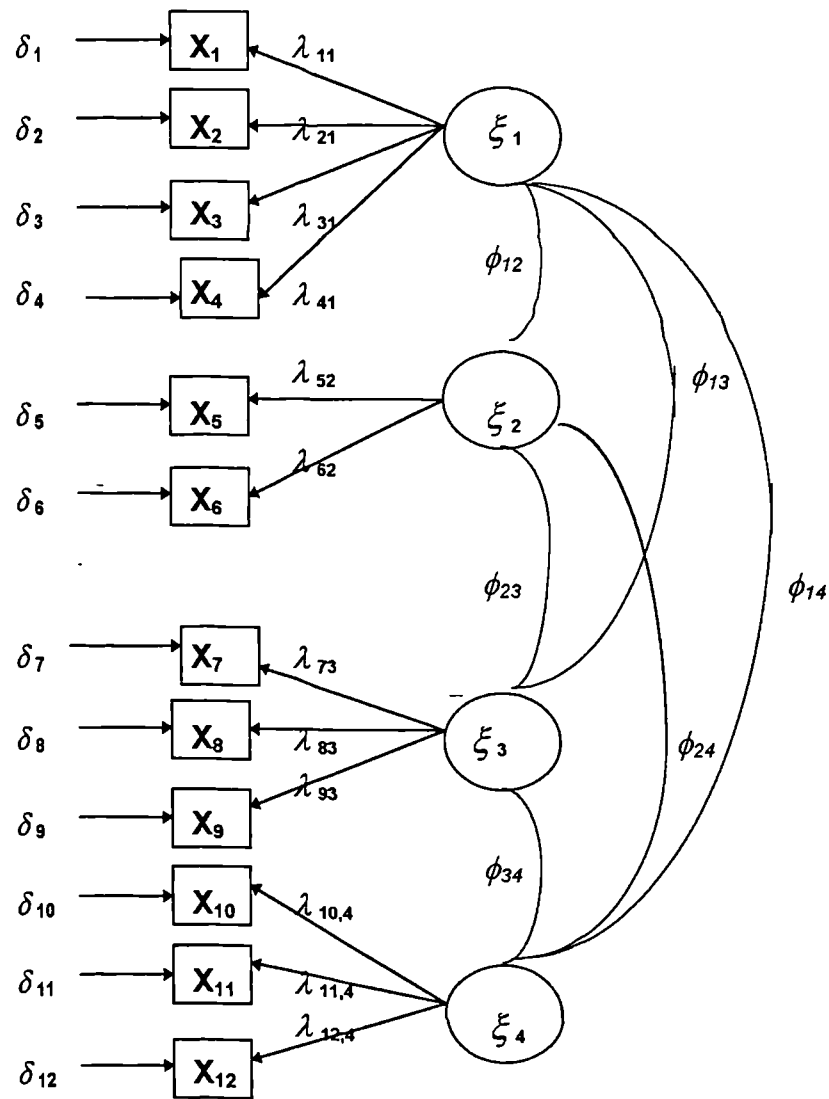 δ1 X1 λ11
δ2 X2 λ21 ξ1
δ3 X3 λ31
δ4 X4 λ41 ϕ12
δ5 X5 λ52 ξ2 ϕ13
δ6 X6 λ62
ϕ23 ϕ14
δ7 X7 λ73
δ8 X8 λ83 ξ3 ϕ24
δ9 X9 λ93
δ10 X10 λ10,4 ϕ34
δ11 X11 λ11,4
δ12 X12 λ12,4 ξ4